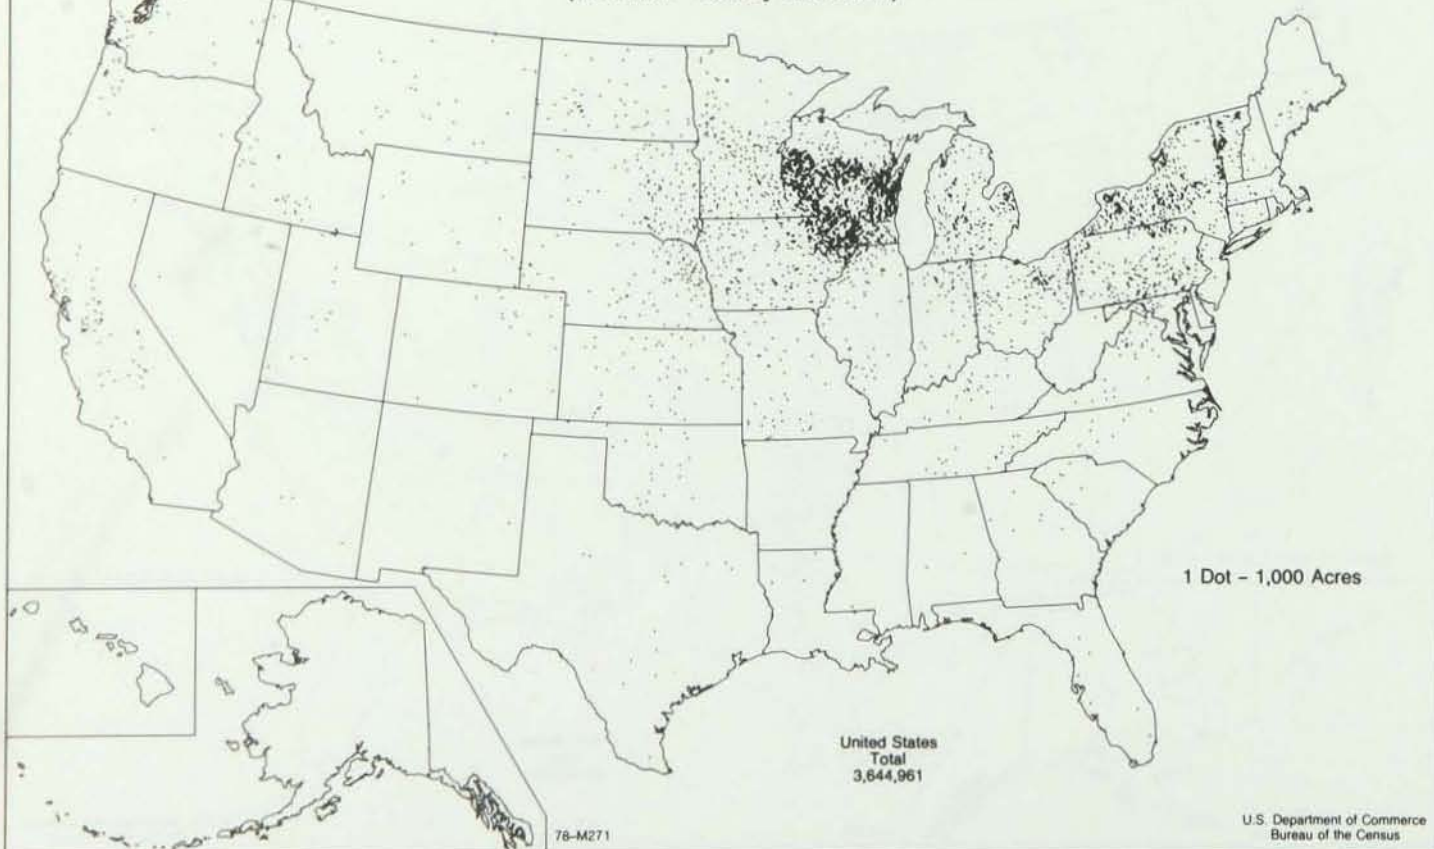 1 Dot – 1,000 Acres
United States
Total
3,644,961
78–M271
U.S. Department of Commerce
Bureau of the Census